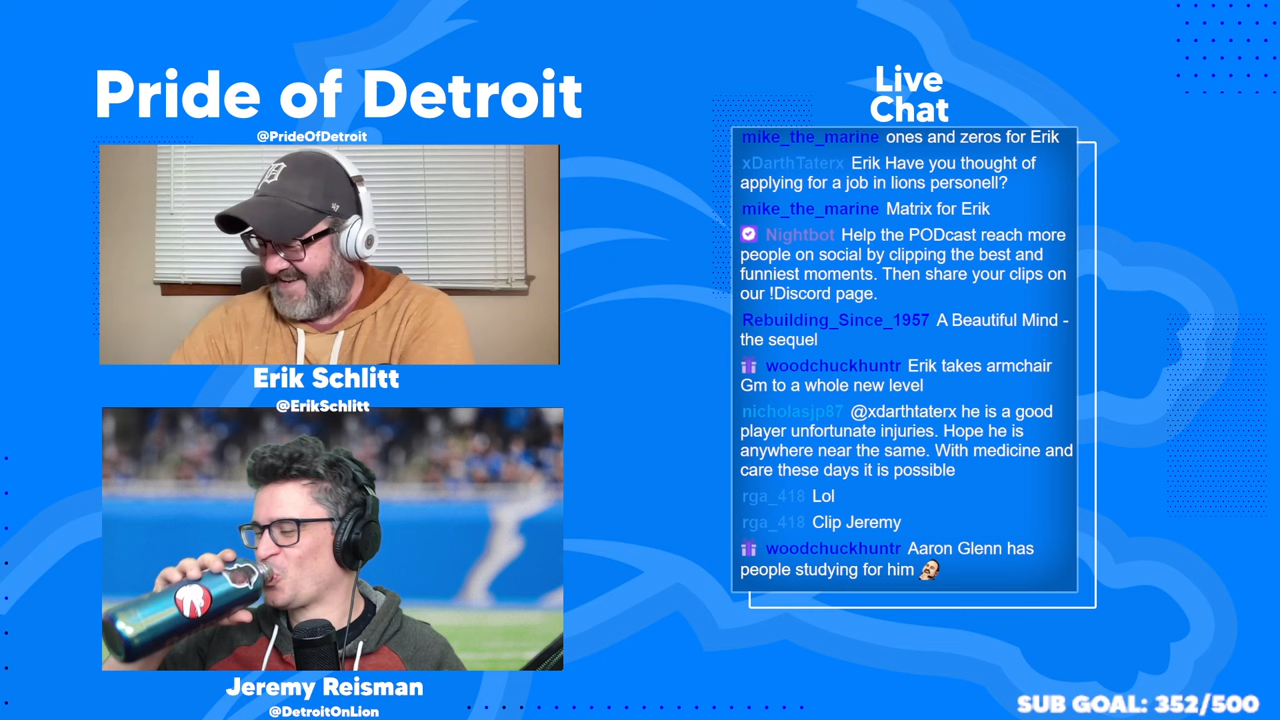 Pride of Detroit
@PrideOfDetroit
Erik Schlitt
@ErikSchlitt
Jeremy Reisman
@DetroitOnLion
Live
Chat
mike_the_marine ones and zeros for Erik
xDarthTaterx Erik Have you thought of
applying for a job in lions personell?
mike_the_marine Matrix for Erik
Nightbot Help the PODcast reach more
people on social by clipping the best and
funniest moments. Then share your clips on
our !Discord page.
Rebuilding_Since_1957 A Beautiful Mind -
the sequel
woodchuckhuntr Erik takes armchair
Gm to a whole new level
nicholasjp87 @xdarthtaterx he is a good
player unfortunate injuries. Hope he is
anywhere near the same. With medicine and
care these days it is possible
rga_418 Lol
rga_418 Clip Jeremy
woodchuckhuntr Aaron Glenn has
people studying for him
SUB GOAL: 352/500